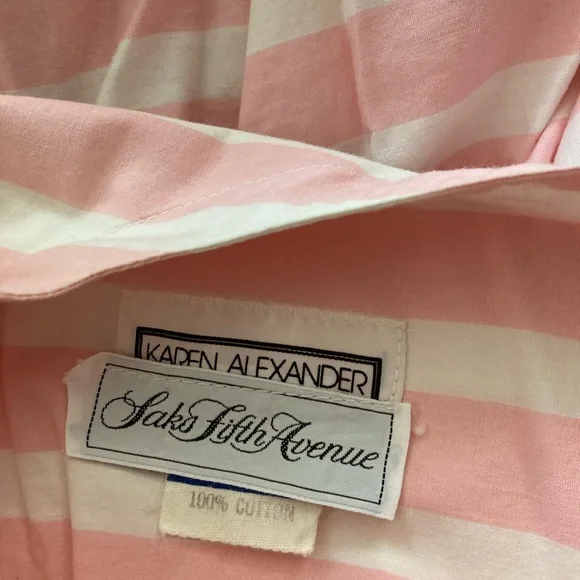 KAREN ALEXANDER
Saks Fifth Avenue
100% COTTON